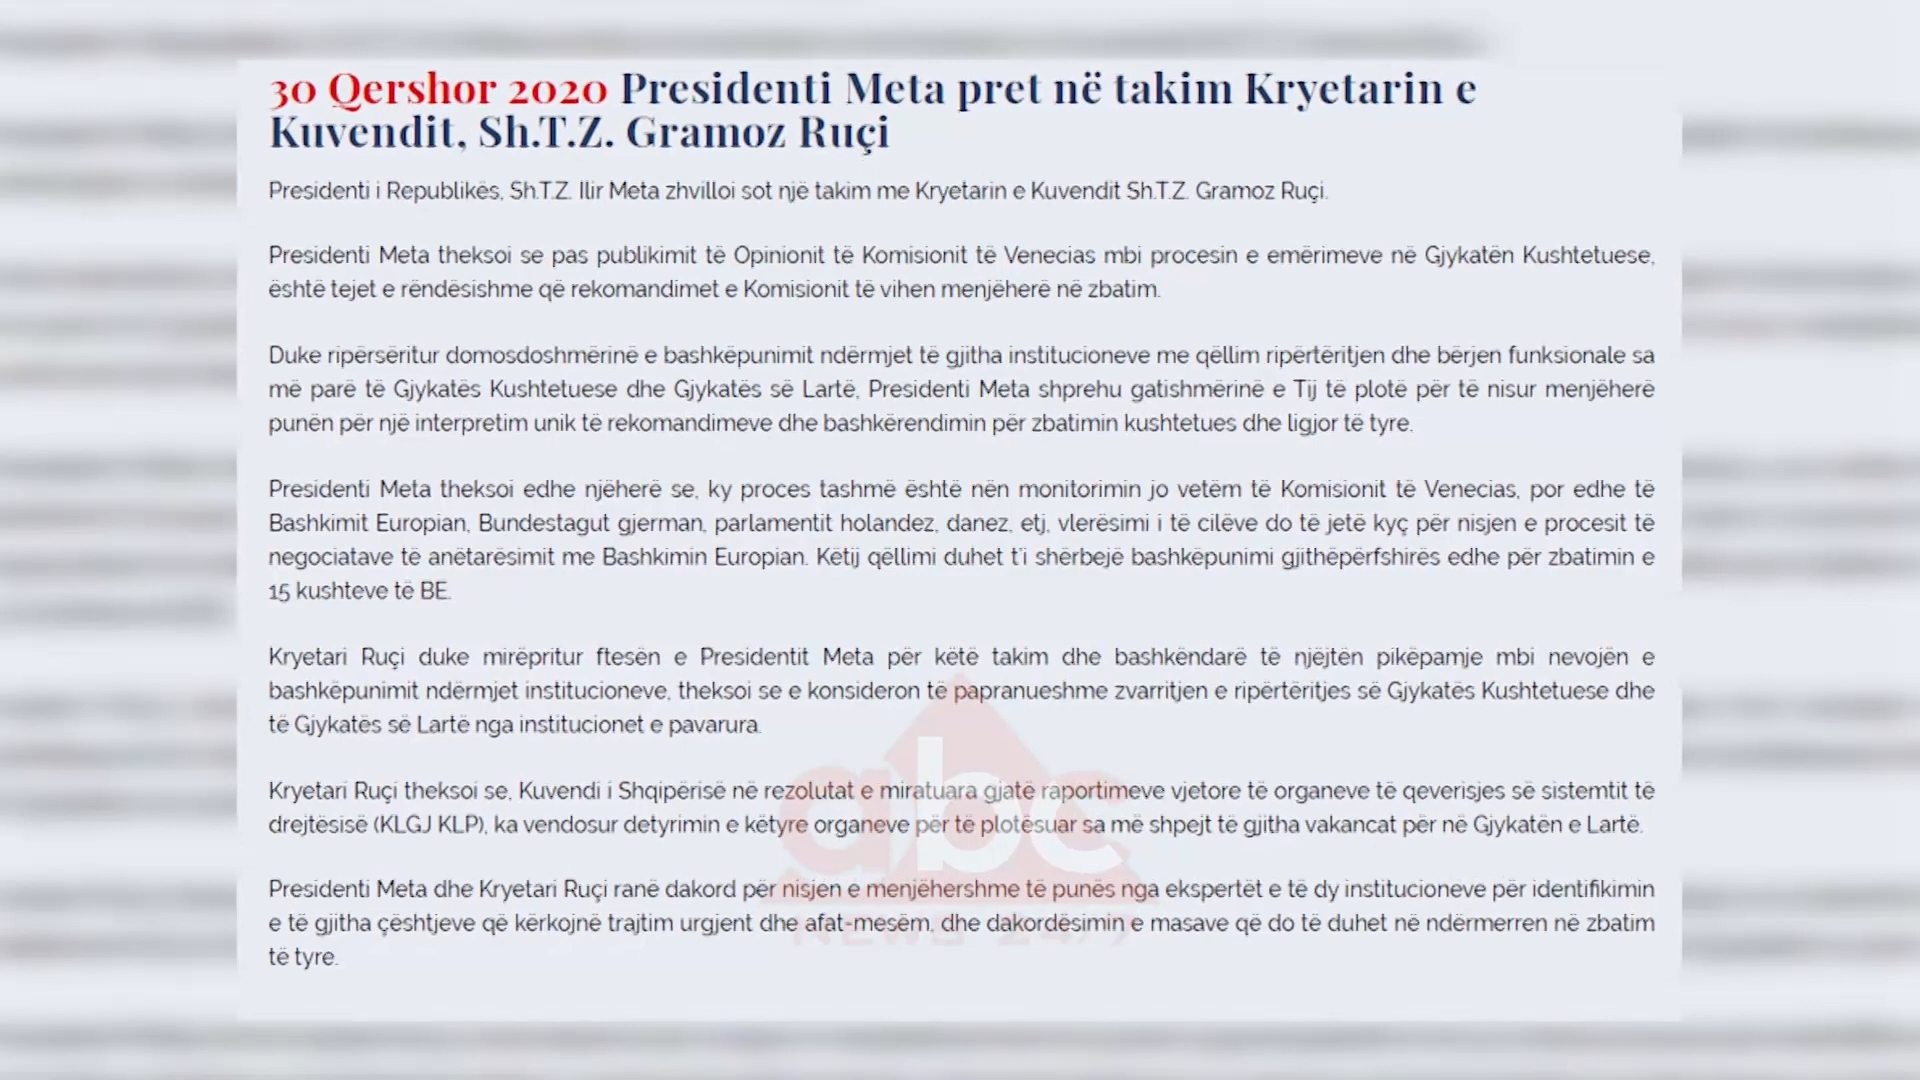 30 Qershor 2020 Presidenti Meta pret në takim Kryetarin e
Kuvendit, Sh.T.Z. Gramoz Ruçi
Presidenti i Republikës, Sh.T.Z. Ilir Meta zhvilloi sot një takim me Kryetarin e Kuvendit Sh.T.Z. Gramoz Ruçi.
Presidenti Meta theksoi se pas publikimit të Opinionit të Komisionit të Venecias mbi procesin e emërimeve në Gjykatën Kushtetuese,
është tejet e rëndësishme që rekomandimet e Komisionit të vihen menjëherë në zbatim.
Duke ripërsëritur domosdoshmërinë e bashkëpunimit ndërmjet të gjitha institucioneve me qëllim ripërtëritjen dhe bërjen funksionale sa
më parë të Gjykatës Kushtetuese dhe Gjykatës së Lartë, Presidenti Meta shprehu gatishmërinë e Tij të plotë për të nisur menjëherë
punën për një interpretim unik të rekomandimeve dhe bashkërendimin për zbatimin kushtetues dhe ligjor të tyre.
Presidenti Meta theksoi edhe njëherë se, ky proces tashmë është nën monitorimin jo vetëm të Komisionit të Venecias, por edhe të
Bashkimit Europian, Bundestagut gjerman, parlamentit holandez, danez, etj, vlerësimi i të cilëve do të jetë kyç për nisjen e procesit të
negociatave të anëtarësimit me Bashkimin Europian. Këtij qëllimi duhet t'i shërbejë bashkëpunimi gjithëpërfshirës edhe për zbatimin e
15 kushteve të BE.
Kryetari Ruçi duke mirëpritur ftesën e Presidentit Meta për këtë takim dhe bashkëndarë të njëjtën pikëpamje mbi nevojën e
bashkëpunimit ndërmjet institucioneve, theksoi se e konsideron të papranueshme zvarritjen e ripërtëritjes së Gjykatës Kushtetuese dhe
të Gjykatës së Lartë nga institucionet e pavarura.
Kryetari Ruçi theksoi se, Kuvendi i Shqipërisë në rezolutat e miratuara gjatë raportimeve vjetore të organeve të qeverisjes së sistemtit të
drejtësisë (KLGJ KLP), ka vendosur detyrimin e këtyre organeve për të plotësuar sa më shpejt të gjitha vakancat për në Gjykatën e Lartë.
Presidenti Meta dhe Kryetari Ruçi ranë dakord për nisjen e menjëhershme të punës nga ekspertët e të dy institucioneve për identifikimin
e të gjitha çështjeve që kërkojnë trajtim urgjent dhe afat-mesëm, dhe dakordësimin e masave që do të duhet në ndërmerren në zbatim
të tyre.
abc
NEWS 24/7